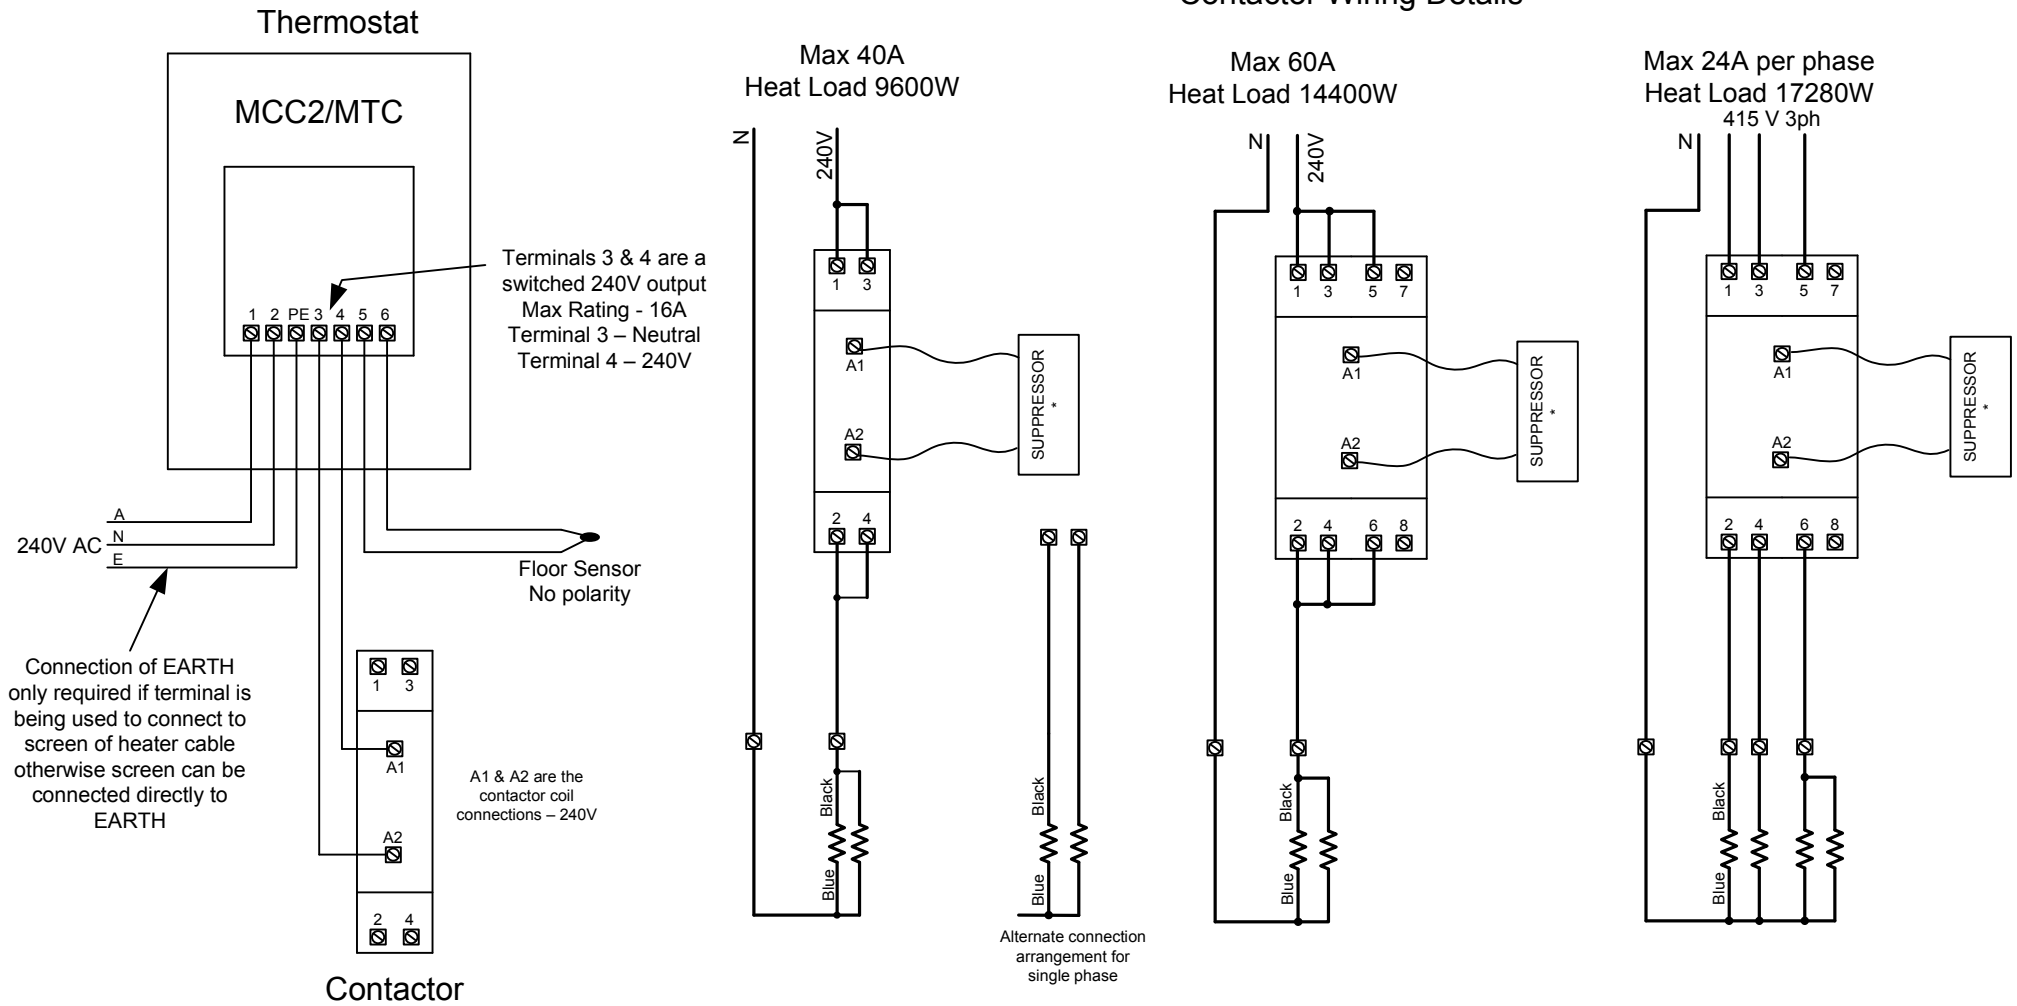 Thermostat
MCC2/MTC
1 2 PE 3 4 5 6
Terminals 3 & 4 are a
switched 240V output
Max Rating - 16A
Terminal 3 – Neutral
Terminal 4 – 240V
A
240V AC N
E
Floor Sensor
No polarity
Connection of EARTH
only required if terminal is
being used to connect to
screen of heater cable
otherwise screen can be
connected directly to
EARTH
1 3
A1
A2
2 4
A1 & A2 are the
contactor coil
connections – 240V
Contactor
Contactor Wiring Details
Max 40A
Heat Load 9600W
N
240V
1 3
A1
A2
SUPPRESSOR
*
2 4
Black
Blue
Black
Blue
Alternate connection
arrangement for
single phase
Max 60A
Heat Load 14400W
N
240V
1 3 5 7
A1
A2
SUPPRESSOR
*
2 4 6 8
Black
Blue
Max 24A per phase
Heat Load 17280W
415 V 3ph
N
1 3 5 7
A1
A2
SUPPRESSOR
*
2 4 6 8
Black
Blue